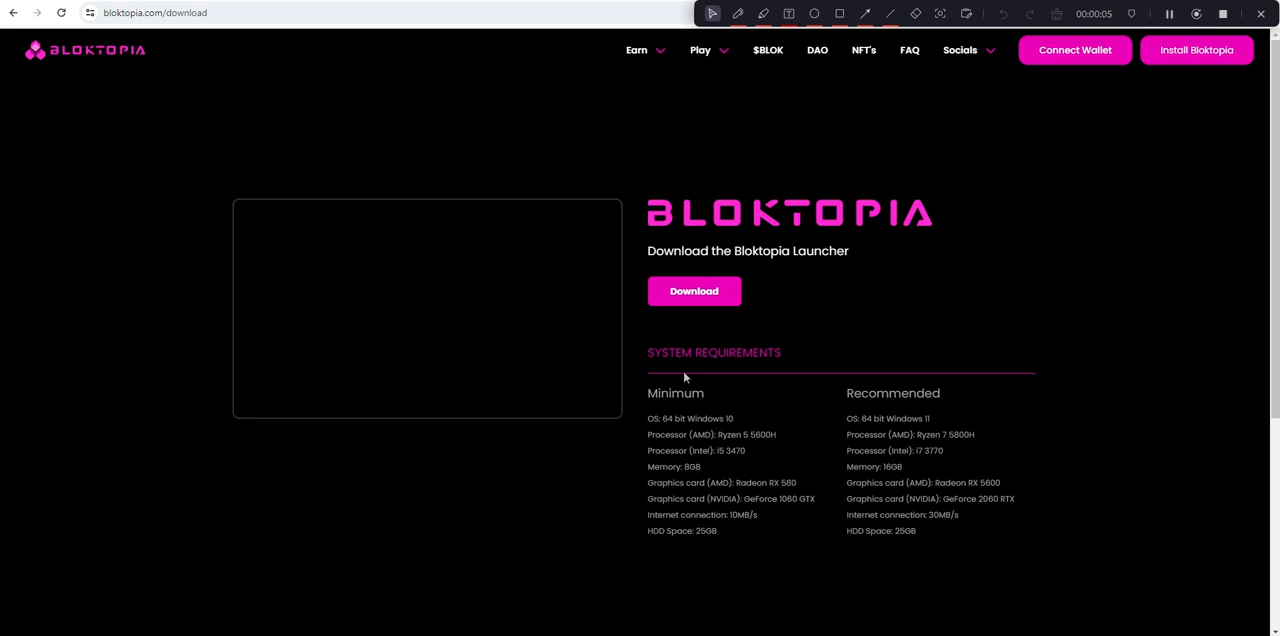 bloktopia.com/download
00:00:05
BLOKTOPIA
Earn
Play
$BLOK
DAO
NFT's
FAQ
Socials
Connect Wallet
Install Bloktopia
BLOKTOPIA
Download the Bloktopia Launcher
Download
SYSTEM REQUIREMENTS
Minimum
OS: 64 bit Windows 10
Processor (AMD): Ryzen 5 5600H
Processor (Intel): i5 3470
Memory: 8GB
Graphics card (AMD): Radeon RX 580
Graphics card (NVIDIA): GeForce 1060 GTX
Internet connection: 10MB/s
HDD Space: 25GB
Recommended
OS: 64 bit Windows 11
Processor (AMD): Ryzen 7 5800H
Processor (Intel): i7 3770
Memory: 16GB
Graphics card (AMD): Radeon RX 5600
Graphics card (NVIDIA): GeForce 2060 RTX
Internet connection: 30MB/s
HDD Space: 25GB